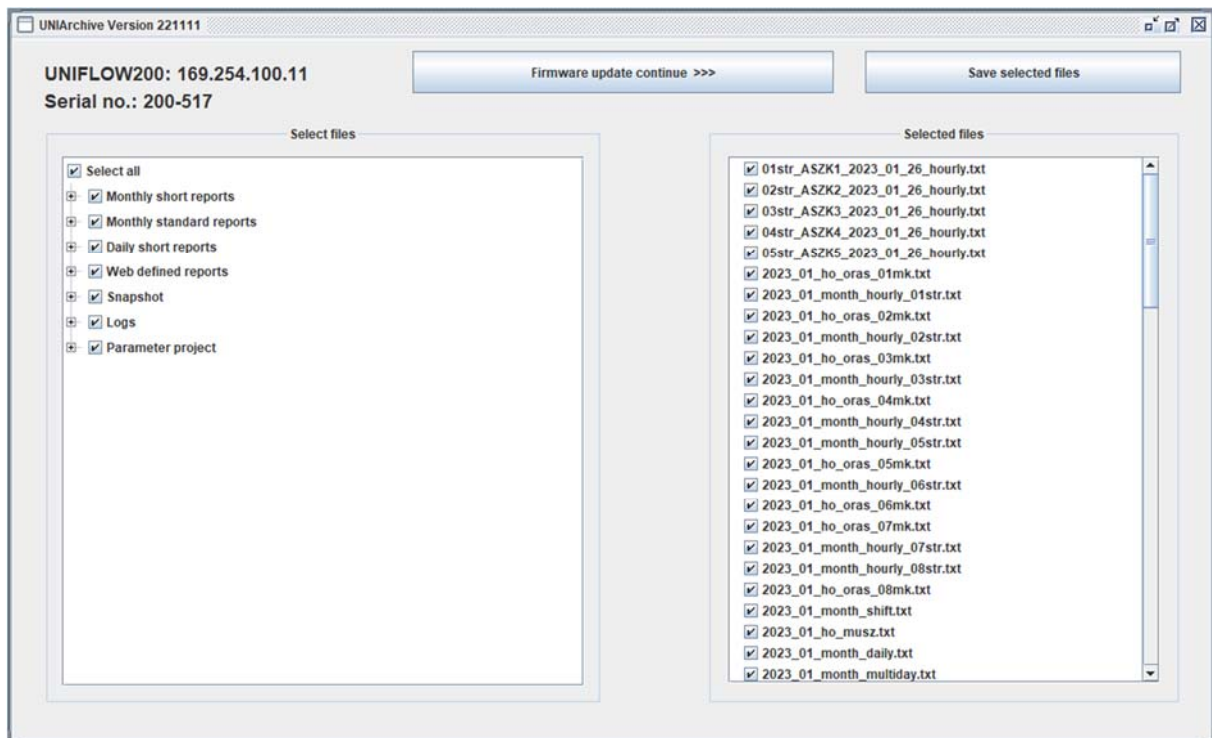 UNIArchive Version 221111
UNIFLOW200: 169.254.100.11
Serial no.: 200-517
Firmware update continue >>>
Save selected files
Select files
Select all
Monthly short reports
Monthly standard reports
Daily short reports
Web defined reports
Snapshot
Logs
Parameter project
Selected files
01str_ASZK1_2023_01_26_hourly.txt
02str_ASZK2_2023_01_26_hourly.txt
03str_ASZK3_2023_01_26_hourly.txt
04str_ASZK4_2023_01_26_hourly.txt
05str_ASZK5_2023_01_26_hourly.txt
2023_01_ho_oras_01mk.txt
2023_01_month_hourly_01str.txt
2023_01_ho_oras_02mk.txt
2023_01_month_hourly_02str.txt
2023_01_ho_oras_03mk.txt
2023_01_month_hourly_03str.txt
2023_01_ho_oras_04mk.txt
2023_01_month_hourly_04str.txt
2023_01_month_hourly_05str.txt
2023_01_ho_oras_05mk.txt
2023_01_month_hourly_06str.txt
2023_01_ho_oras_06mk.txt
2023_01_ho_oras_07mk.txt
2023_01_month_hourly_07str.txt
2023_01_month_hourly_08str.txt
2023_01_ho_oras_08mk.txt
2023_01_month_shift.txt
2023_01_ho_musz.txt
2023_01_month_daily.txt
2023_01_month_multiday.txt